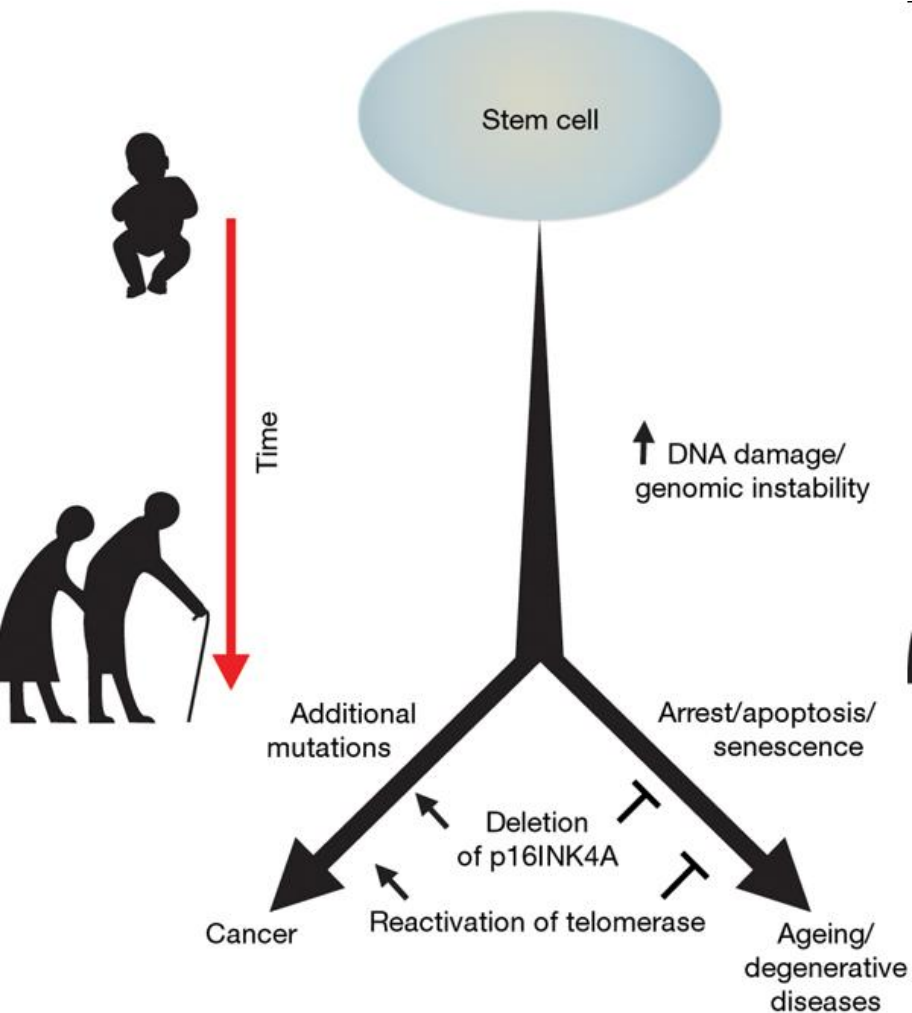 Stem cell
Time
DNA damage/
genomic instability
Additional
mutations
Arrest/apoptosis/
senescence
Deletion
of p16INK4A
Reactivation of telomerase
Cancer
Ageing/
degenerative
diseases